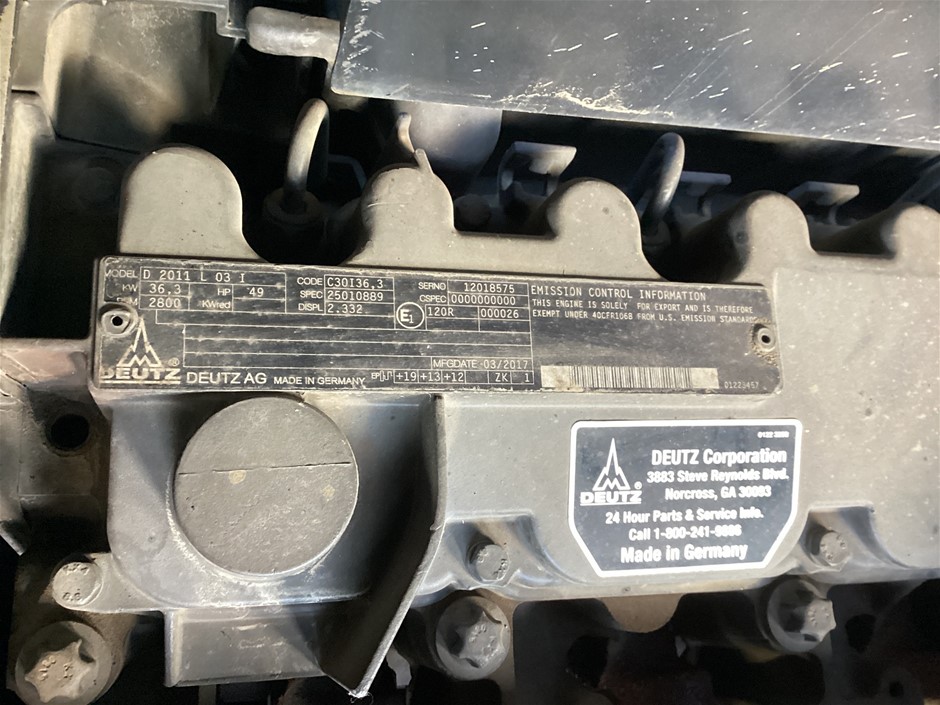 MODEL D 2011 L 03 I CODE C30I36,3 SERNO 12018575
KW 36,3 HP 49 SPEC 25010889 CSPEC 0000000000
RPM 2800 KWred DISPL 2.332 E1 120R 000026
EMISSION CONTROL INFORMATION
THIS ENGINE IS SOLELY FOR EXPORT AND IS THEREFORE
EXEMPT UNDER 40CFR1068 FROM U.S. EMISSION STANDARDS
MFGDATE 03/2017
DEUTZ ® DEUTZ AG MADE IN GERMANY EP +19 +13 +12 ZK 1
DEUTZ Corporation
3883 Steve Reynolds Blvd.
Norcross, GA 30093
DEUTZ ®
24 Hour Parts & Service Info.
Call 1-800-241-9886
Made in Germany